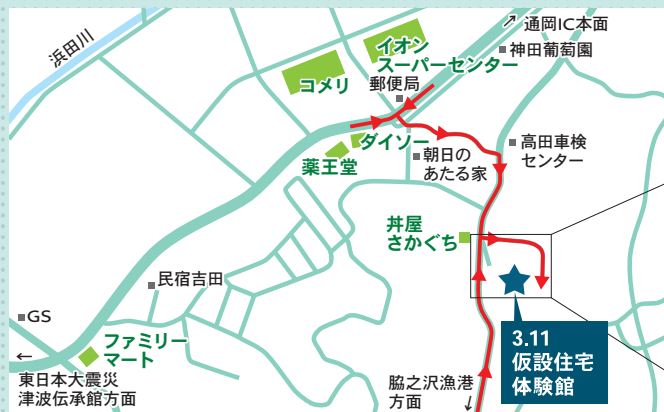 浜田川
↗ 通岡IC本面
イオン
スーパーセンター
神田葡萄園
コメリ
郵便局
ダイソー
薬王堂
朝日の
あたる家
高田車検
センター
丼屋
さかぐち
民宿吉田
GS
ファミリー
マート
←
東日本大震災
津波伝承館方面
脇之沢漁港
方面 ↓
3.11
仮設住宅
体験館